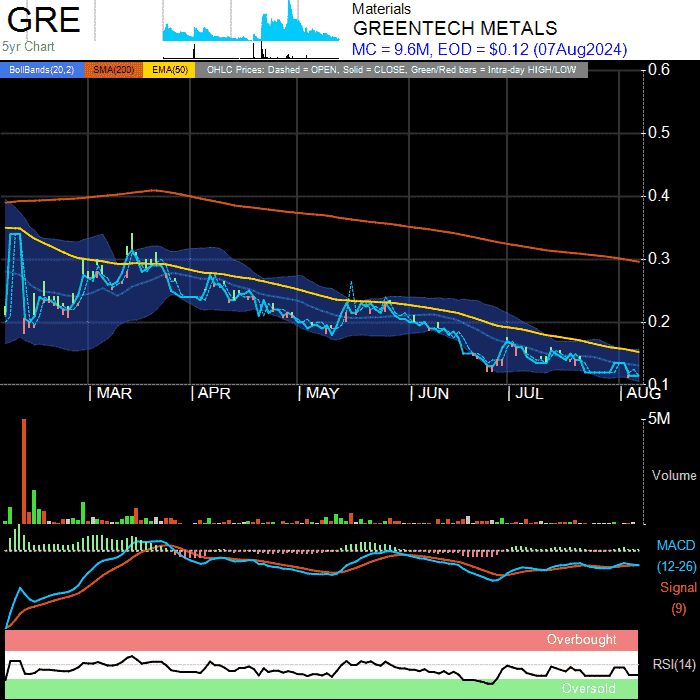 GRE
5yr Chart
Materials
GREENTECH METALS
MC = 9.6M, EOD = $0.12 (07Aug2024)
BollBands(20,2) SMA(200) EMA(50) OHLC Prices: Dashed = OPEN, Solid = CLOSE, Green/Red bars = Intra-day HIGH/LOW
0.6
0.5
0.4
0.3
0.2
0.1
MAR APR MAY JUN JUL AUG
5M
Volume
MACD
(12-26)
Signal
(9)
Overbought
RSI(14)
Oversold